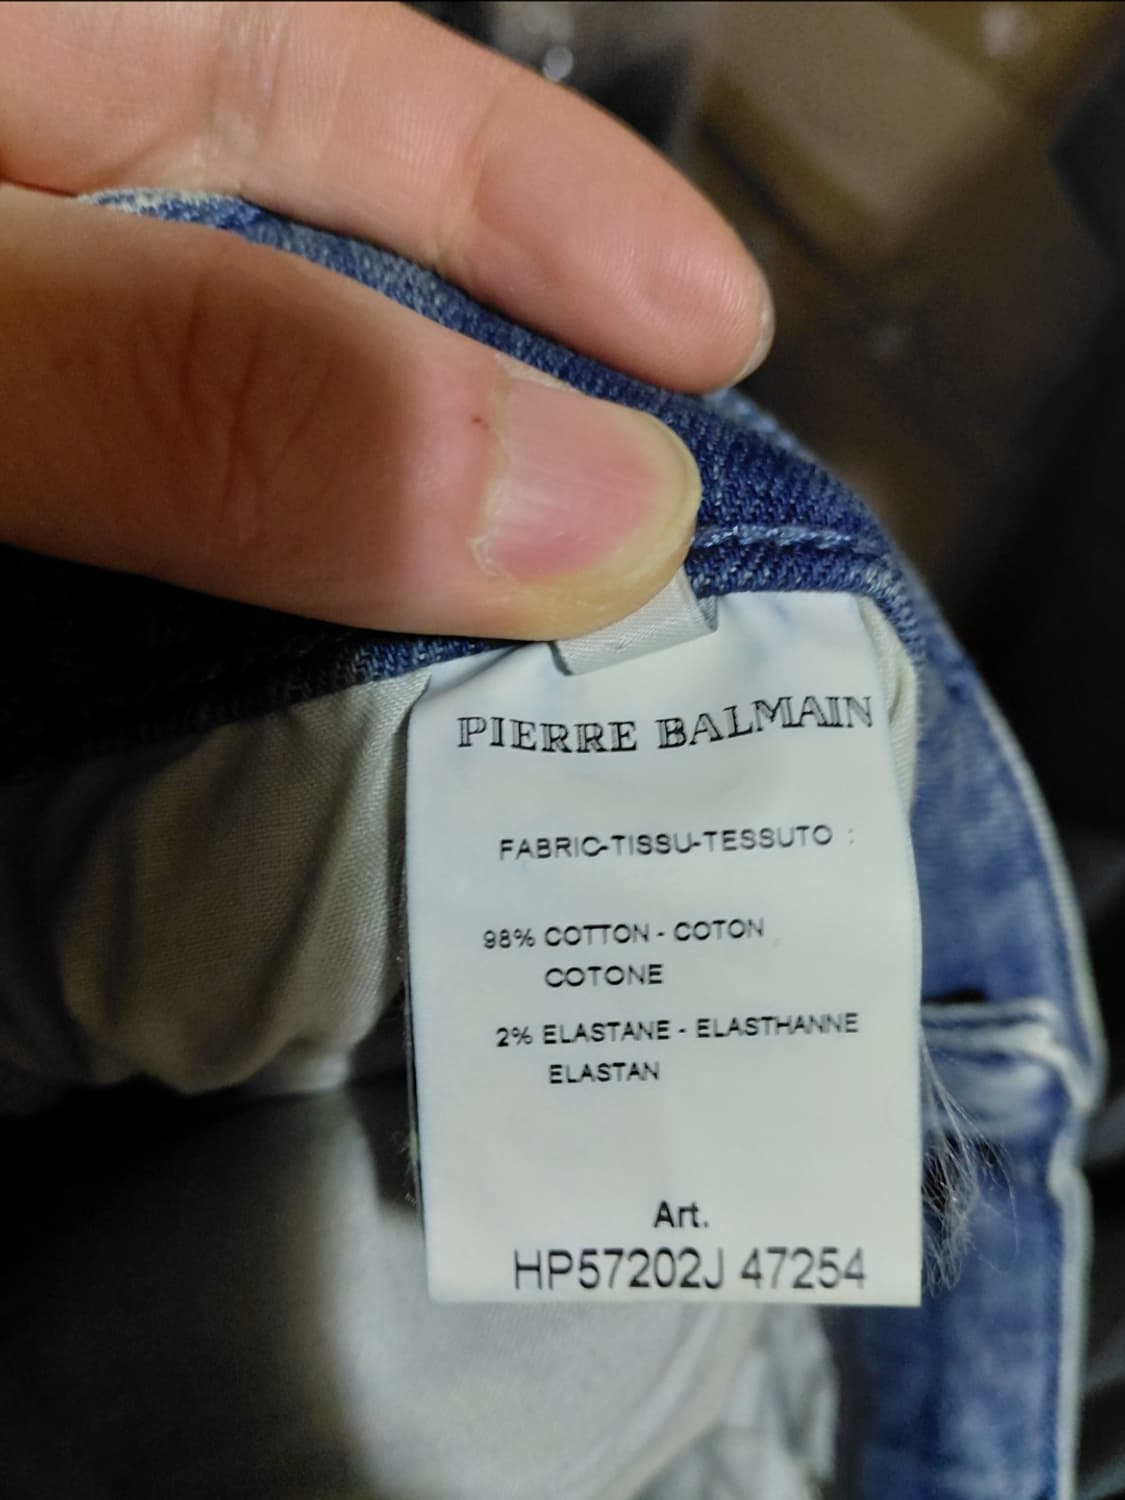 PIERRE BALMAIN
FABRIC-TISSU-TESSUTO :
98% COTTON - COTON
COTONE
2% ELASTANE - ELASTHANNE
ELASTAN
Art.
HP57202J 47254